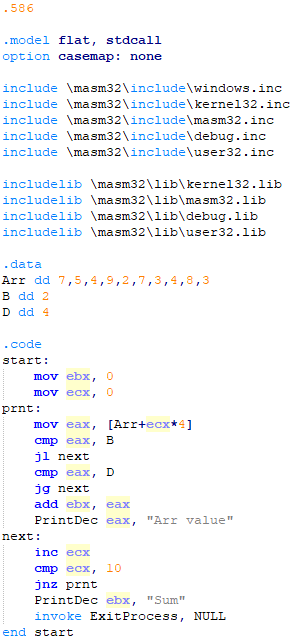 .586
.model flat, stdcall
option casemap: none
include \masm32\include\windows.inc
include \masm32\include\kernel32.inc
include \masm32\include\masm32.inc
include \masm32\include\debug.inc
include \masm32\include\user32.inc
includelib \masm32\lib\kernel32.lib
includelib \masm32\lib\masm32.lib
includelib \masm32\lib\debug.lib
includelib \masm32\lib\user32.lib
.data
Arr dd 7,5,4,9,2,7,3,4,8,3
B dd 2
D dd 4
.code
start:
    mov ebx, 0
    mov ecx, 0
prnt:
    mov eax, [Arr+ecx*4]
    cmp eax, B
    jl next
    cmp eax, D
    jg next
    add ebx, eax
    PrintDec eax, "Arr value"
next:
    inc ecx
    cmp ecx, 10
    jnz prnt
    PrintDec ebx, "Sum"
    invoke ExitProcess, NULL
end start